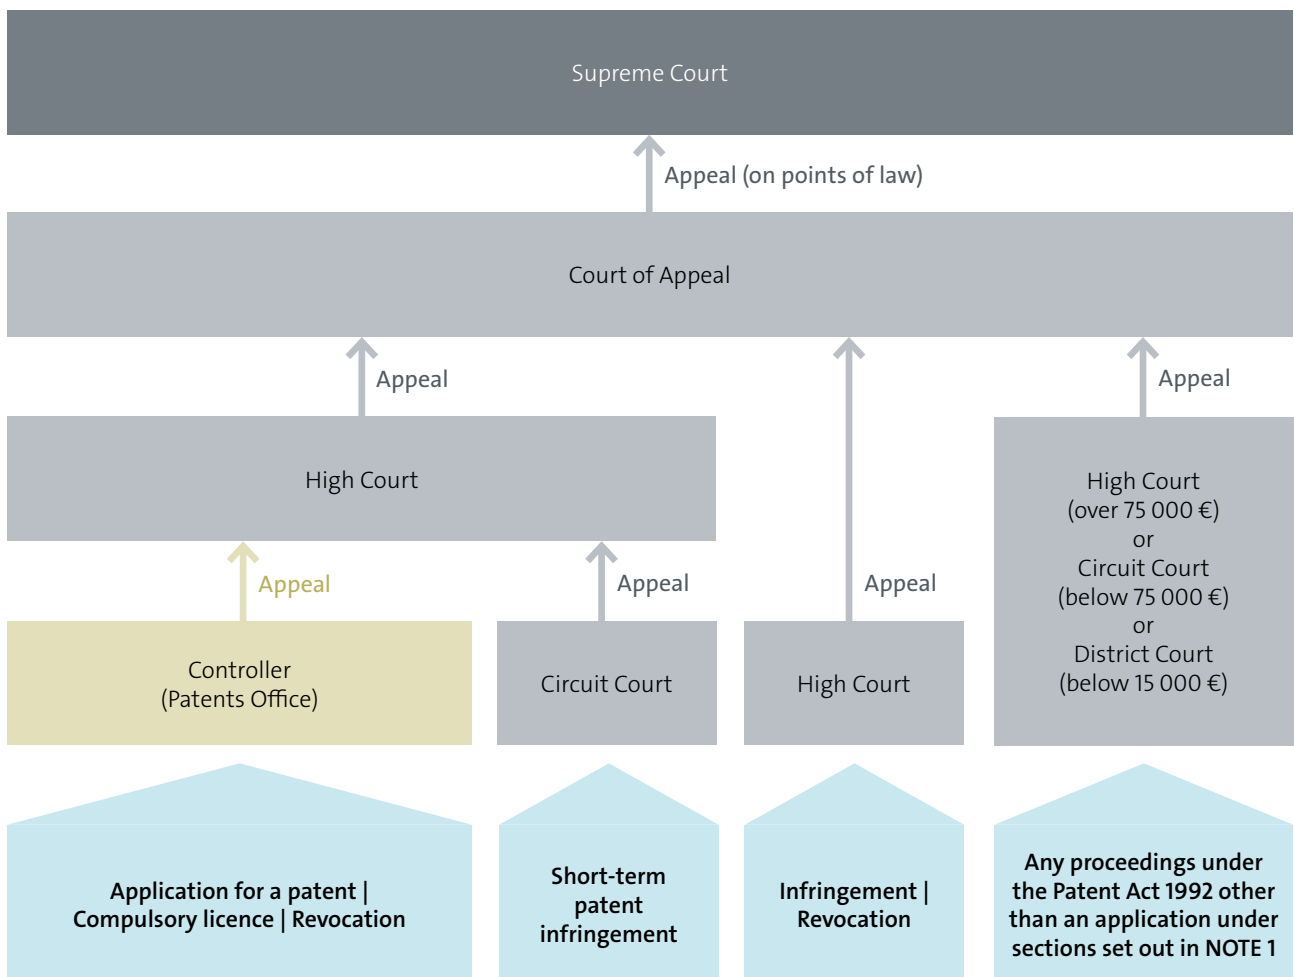 Supreme Court
Appeal (on points of law)
Court of Appeal
Appeal
Appeal
High Court
High Court
(over 75 000 €)
or
Circuit Court
(below 75 000 €)
or
District Court
(below 15 000 €)
Appeal
Appeal
Appeal
Controller
(Patents Office)
Circuit Court
High Court
Application for a patent |
Compulsory licence | Revocation
Short-term
patent
infringement
Infringement |
Revocation
Any proceedings under
the Patent Act 1992 other
than an application under
sections set out in NOTE 1